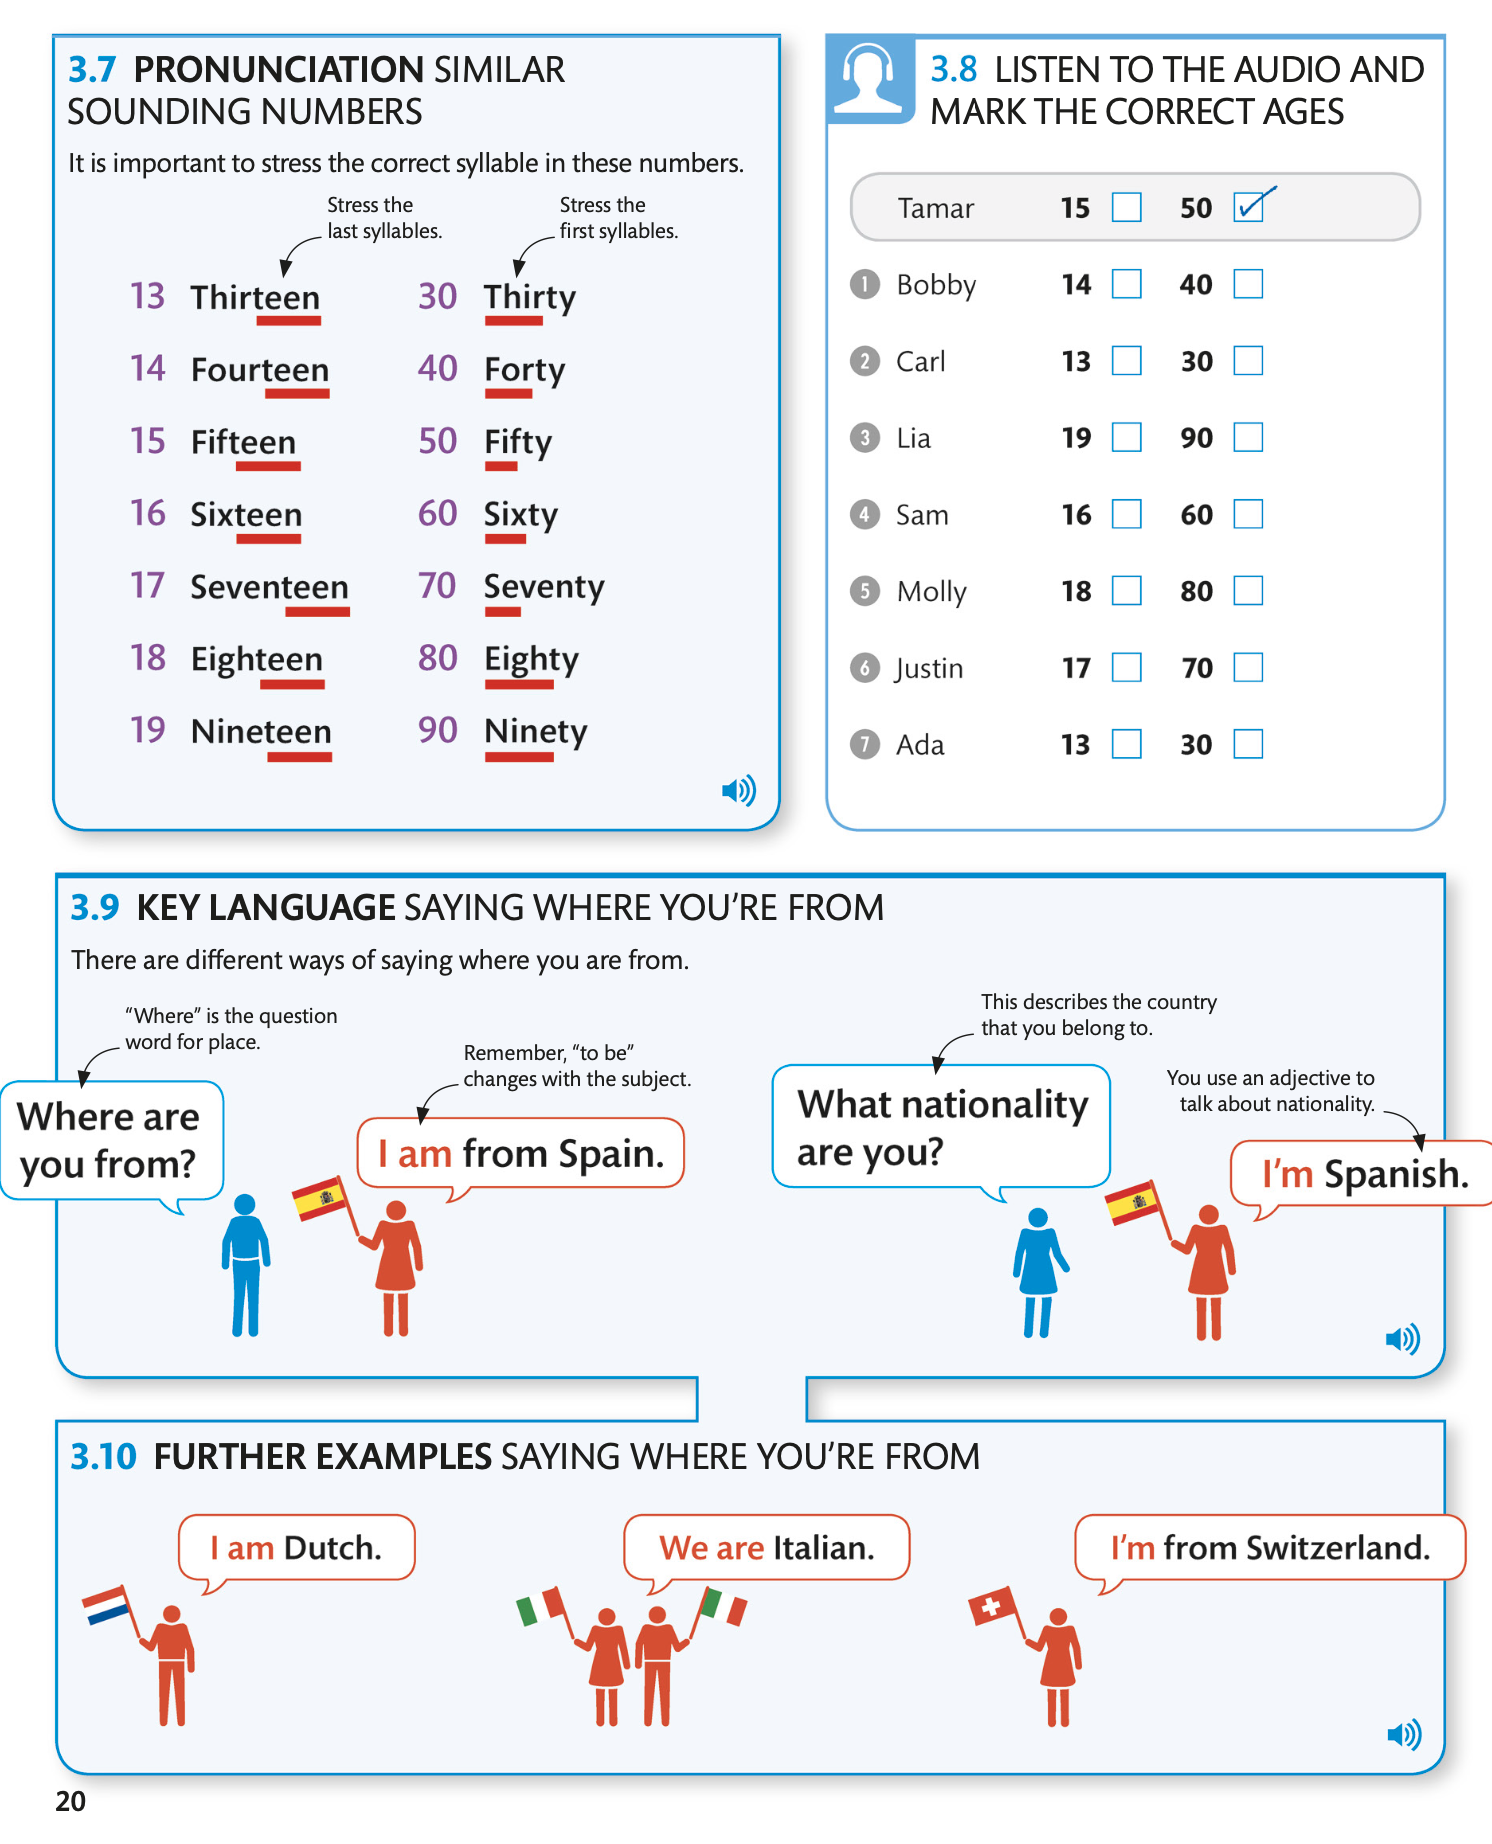 3.7 PRONUNCIATION SIMILAR
SOUNDING NUMBERS
It is important to stress the correct syllable in these numbers.
Stress the
last syllables.
Stress the
first syllables.
13 Thirteen 30 Thirty
14 Fourteen 40 Forty
15 Fifteen 50 Fifty
16 Sixteen 60 Sixty
17 Seventeen 70 Seventy
18 Eighteen 80 Eighty
19 Nineteen 90 Ninety
3.8 LISTEN TO THE AUDIO AND
MARK THE CORRECT AGES
Tamar 15 50
1 Bobby 14 40
2 Carl 13 30
3 Lia 19 90
4 Sam 16 60
5 Molly 18 80
6 Justin 17 70
7 Ada 13 30
3.9 KEY LANGUAGE SAYING WHERE YOU’RE FROM
There are different ways of saying where you are from.
“Where” is the question
word for place.
Where are
you from?
Remember, “to be”
changes with the subject.
I am from Spain.
This describes the country
that you belong to.
What nationality
are you?
You use an adjective to
talk about nationality.
I’m Spanish.
3.10 FURTHER EXAMPLES SAYING WHERE YOU’RE FROM
I am Dutch.
We are Italian.
I’m from Switzerland.
20